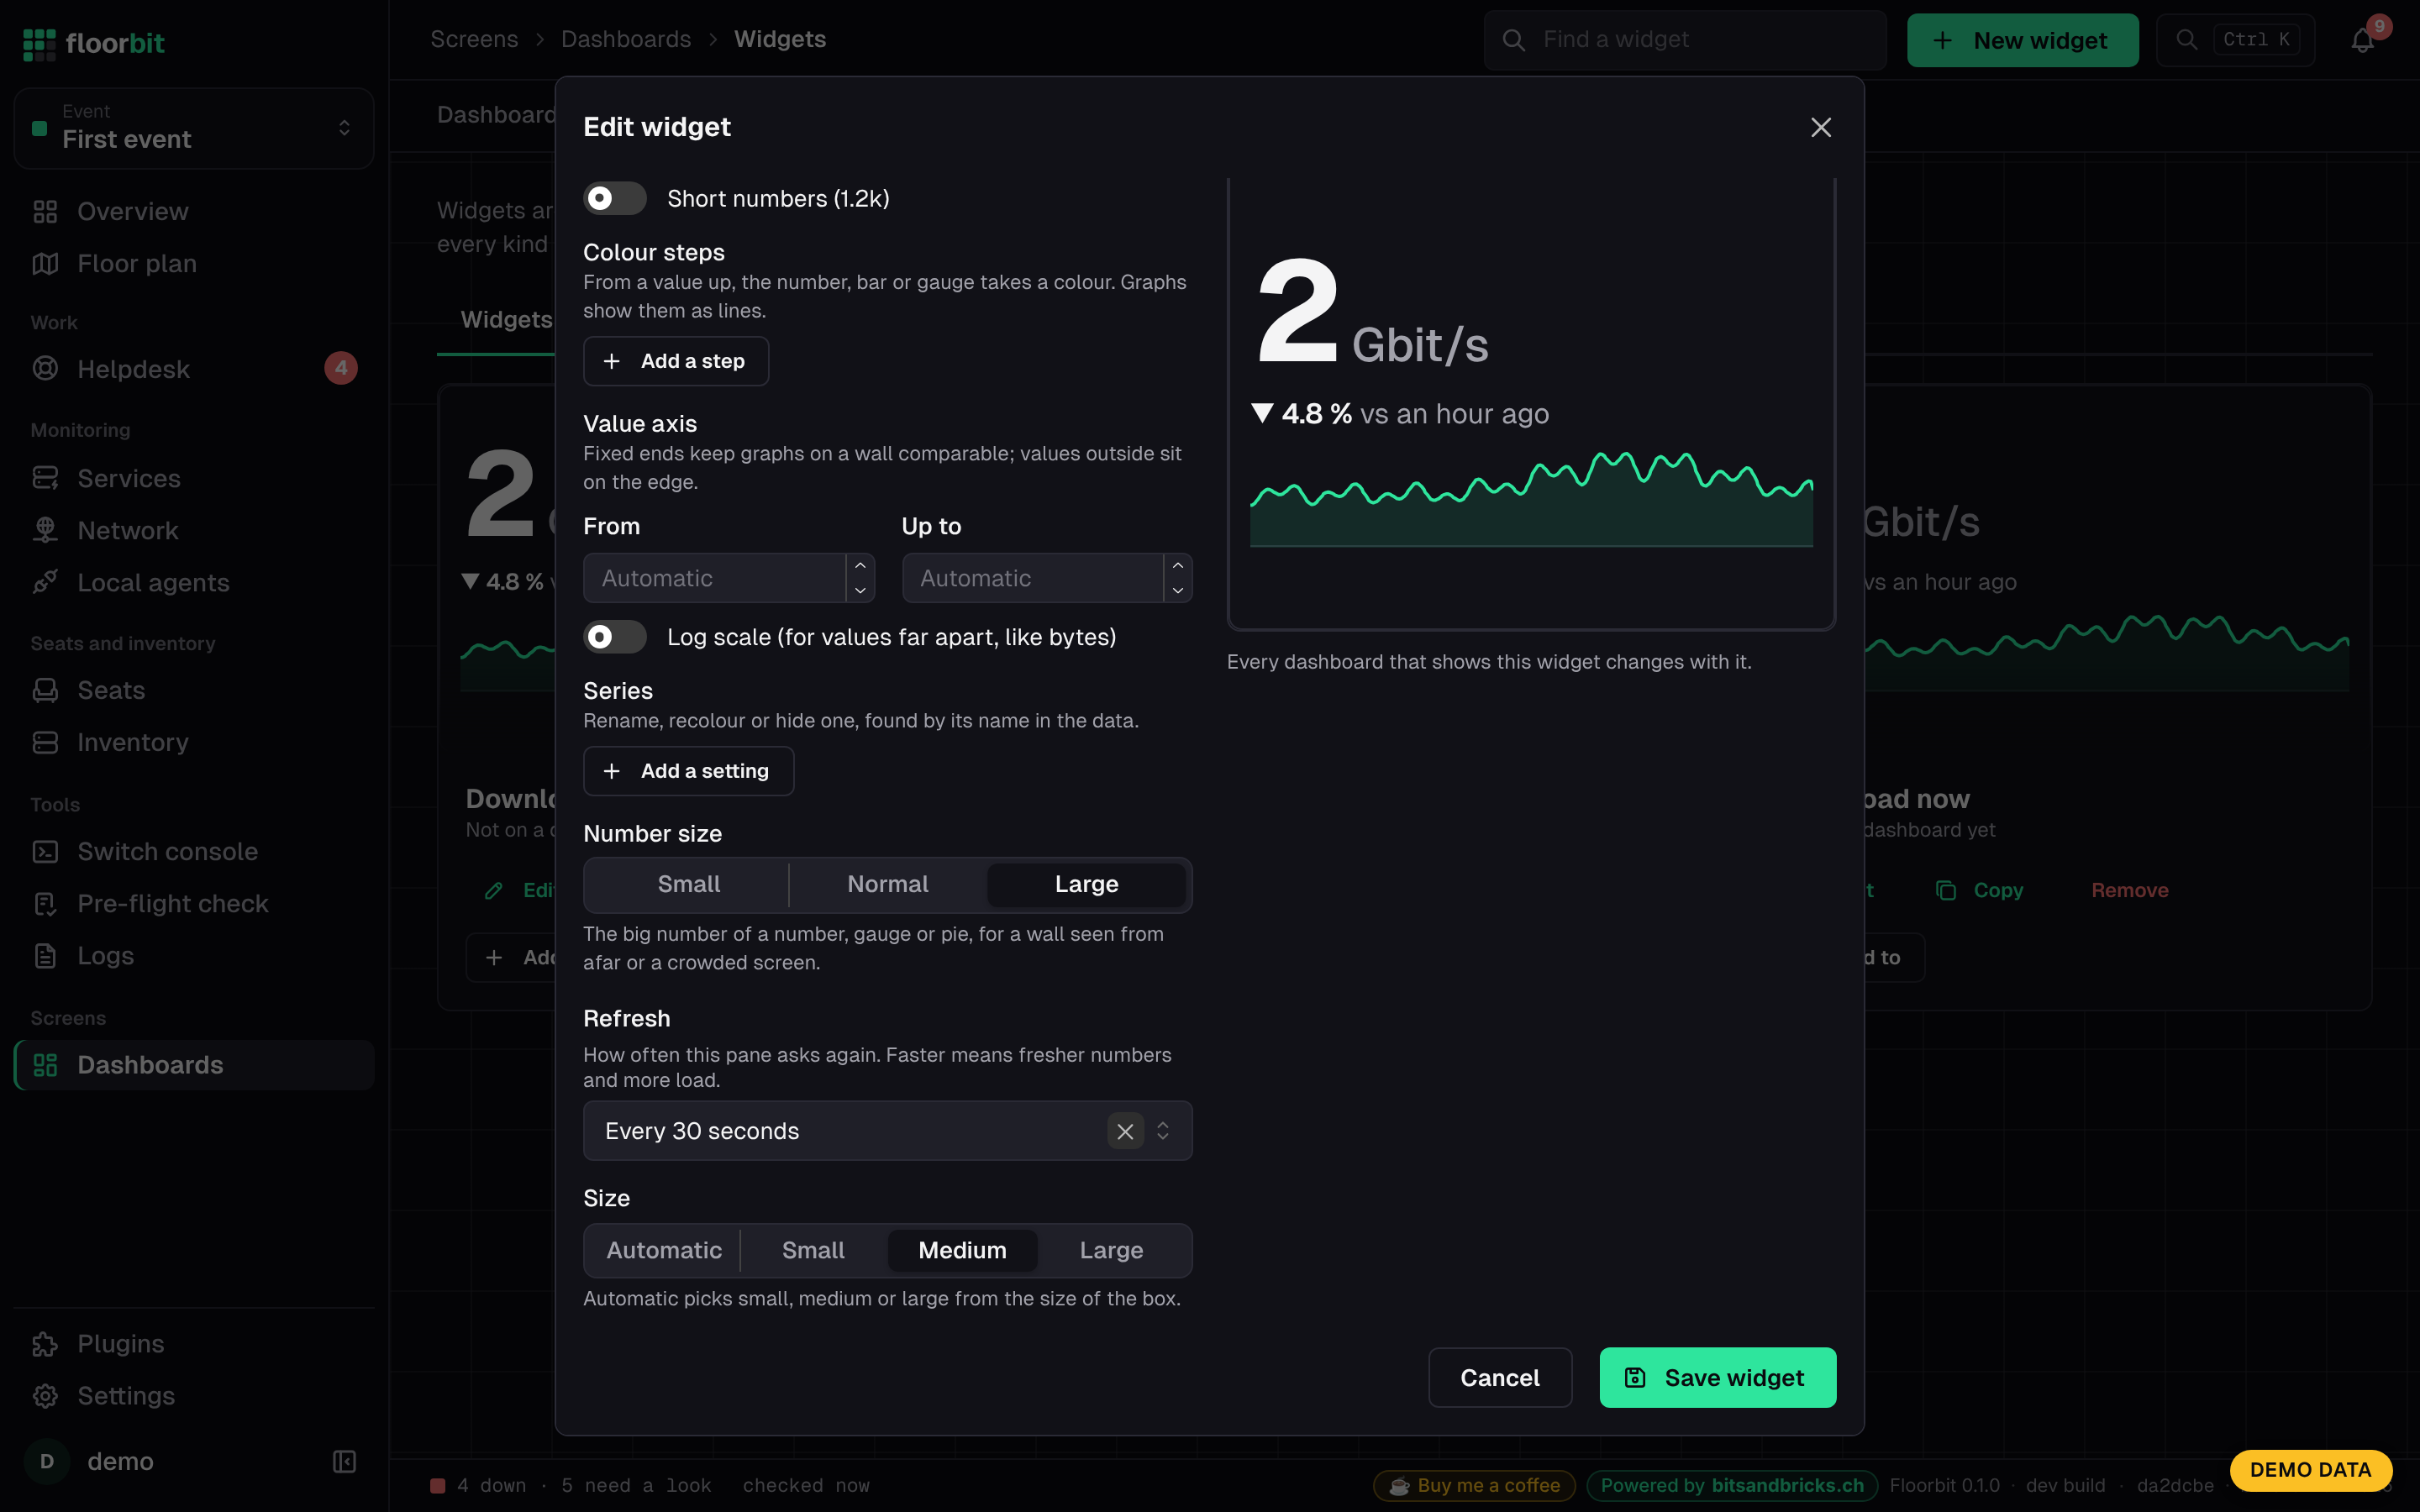 floorbit
Event
First event
Overview
Floor plan
Work
Helpdesk
4
Monitoring
Services
Network
Local agents
Seats and inventory
Seats
Inventory
Tools
Switch console
Pre-flight check
Logs
Screens
Dashboards
Plugins
Settings
D
demo
Screens
Dashboards
Widgets
Find a widget
New widget
Ctrl K
9
Widgets
2
4.8 %
Not on a
Edit widget
Short numbers (1.2k)
Colour steps
From a value up, the number, bar or gauge takes a colour. Graphs
show them as lines.
Add a step
Value axis
Fixed ends keep graphs on a wall comparable; values outside sit
on the edge.
From
Up to
Automatic
Automatic
Log scale (for values far apart, like bytes)
Series
Rename, recolour or hide one, found by its name in the data.
Add a setting
Number size
Small
Normal
Large
The big number of a number, gauge or pie, for a wall seen from
afar or a crowded screen.
Refresh
How often this pane asks again. Faster means fresher numbers
and more load.
Every 30 seconds
Size
Automatic
Small
Medium
Large
Automatic picks small, medium or large from the size of the box.
2 Gbit/s
4.8 % vs an hour ago
Every dashboard that shows this widget changes with it.
Cancel
Save widget
Gbit/s
vs an hour ago
now
dashboard yet
Copy
Remove
to
4 down · 5 need a look
checked now
Buy me a coffee
Powered by bitsandbricks.ch
Floorbit 0.1.0 · dev build · da2dcbe
DEMO DATA